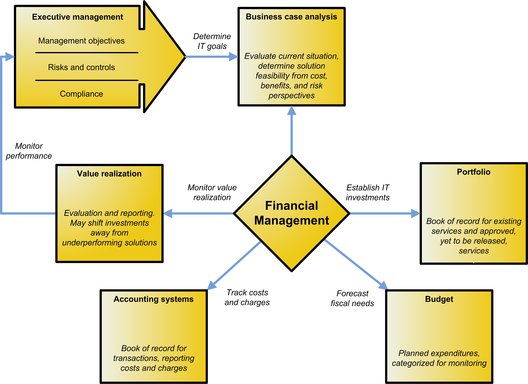 Executive management
Management objectives
Risks and controls
Compliance
Determine
IT goals
Business case analysis
Evaluate current situation,
determine solution
feasibility from cost,
benefits, and risk
perspectives
Monitor
performance
Value realization
Evaluation and reporting.
May shift investments
away from
underperforming solutions
Monitor value
realization
Financial
Management
Establish IT
investments
Portfolio
Book of record for existing
services and approved,
yet to be released,
services
Track costs
and charges
Forecast
fiscal needs
Accounting systems
Book of record for
transactions, reporting
costs and charges
Budget
Planned expenditures,
categorized for monitoring